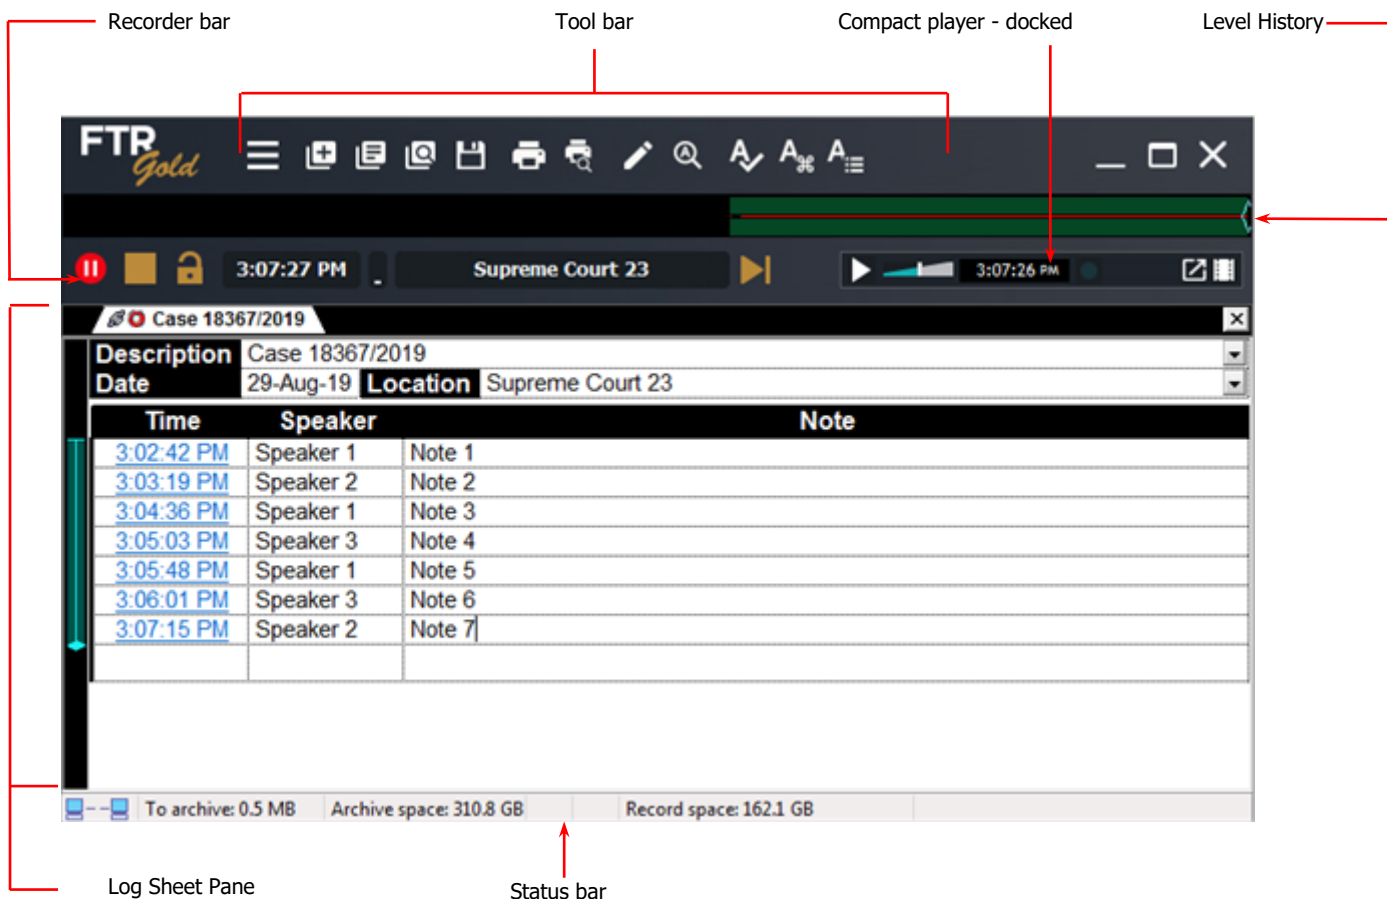 Recorder bar Tool bar Compact player - docked Level History
FTR
Gold
3:07:27 PM Supreme Court 23 3:07:26 PM
Case 18367/2019
Description Case 18367/2019
Date 29-Aug-19 Location Supreme Court 23
Time Speaker Note
3:02:42 PM Speaker 1 Note 1
3:03:19 PM Speaker 2 Note 2
3:04:36 PM Speaker 1 Note 3
3:05:03 PM Speaker 3 Note 4
3:05:48 PM Speaker 1 Note 5
3:06:01 PM Speaker 3 Note 6
3:07:15 PM Speaker 2 Note 7
To archive: 0.5 MB Archive space: 310.8 GB Record space: 162.1 GB
Log Sheet Pane Status bar